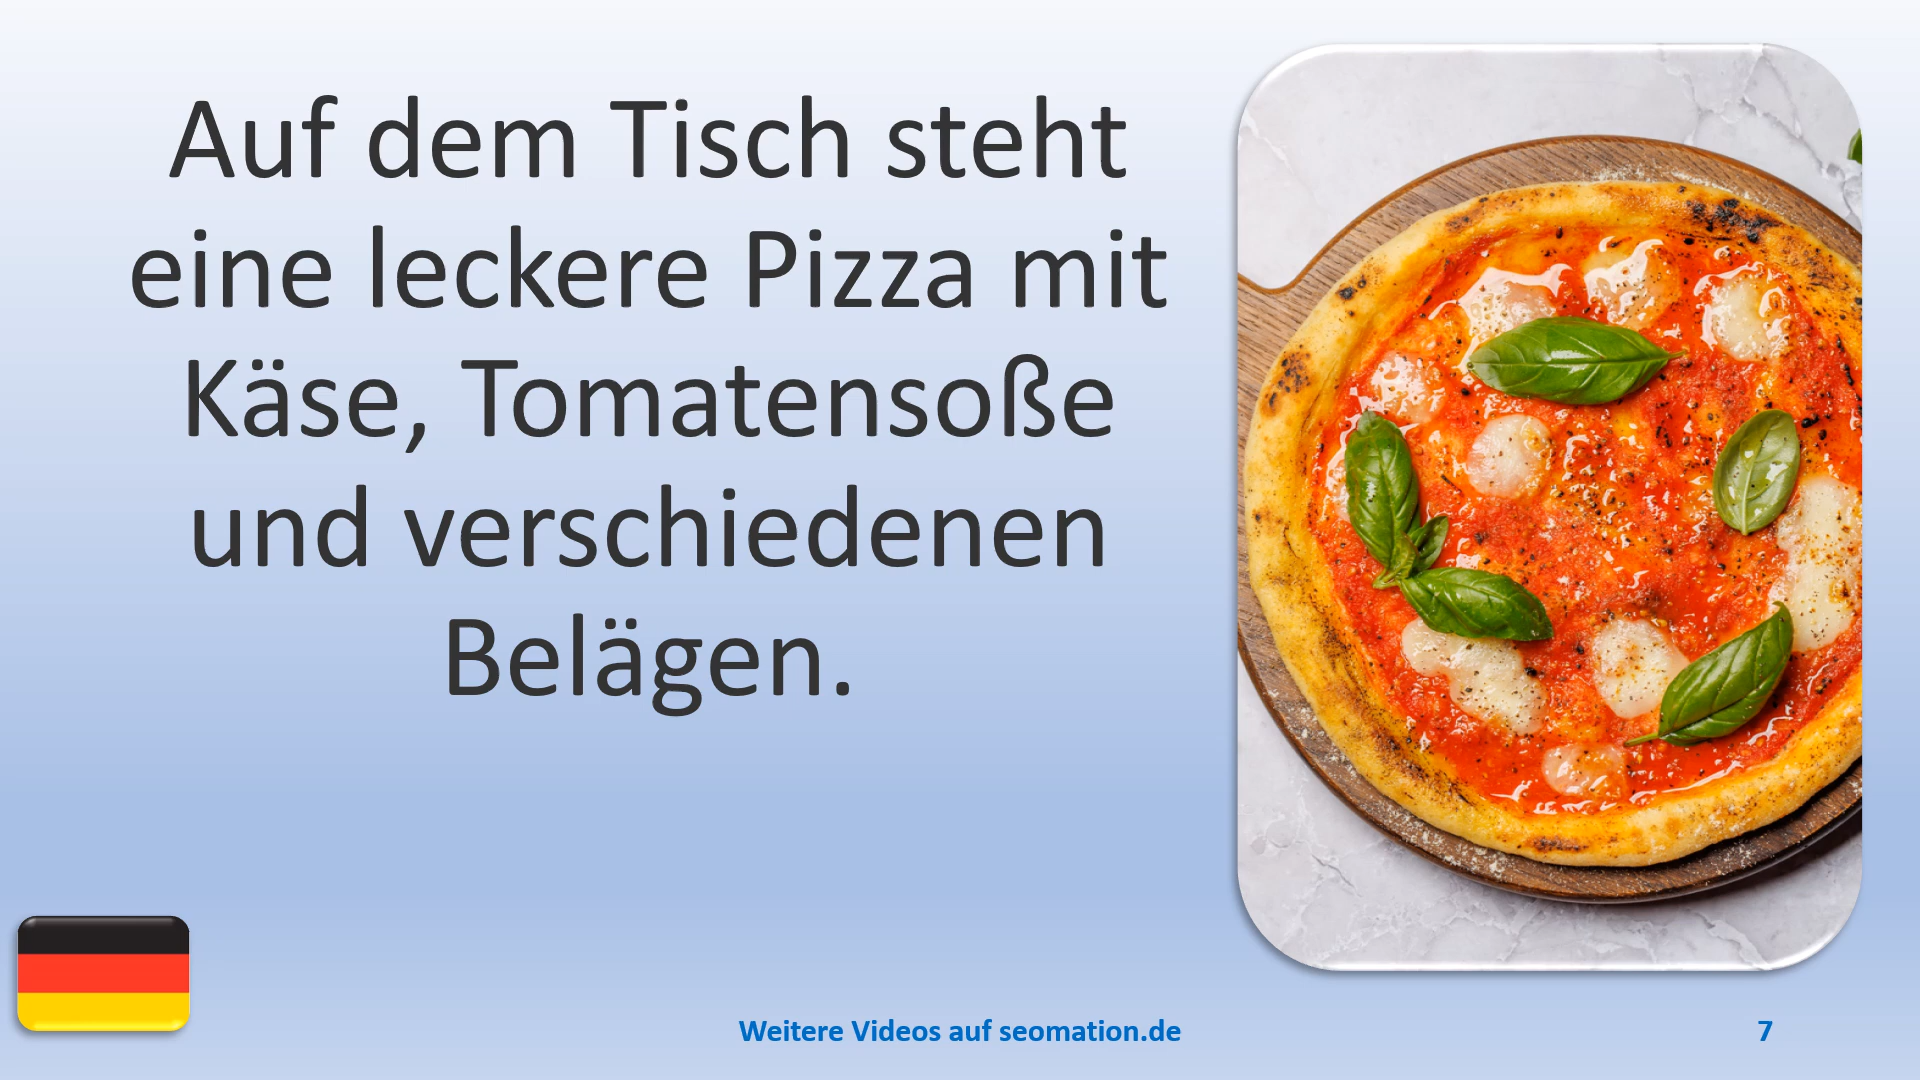 Auf dem Tisch steht
eine leckere Pizza mit
Käse, Tomatensoße
und verschiedenen
Belägen.
Weitere Videos auf seomation.de
7